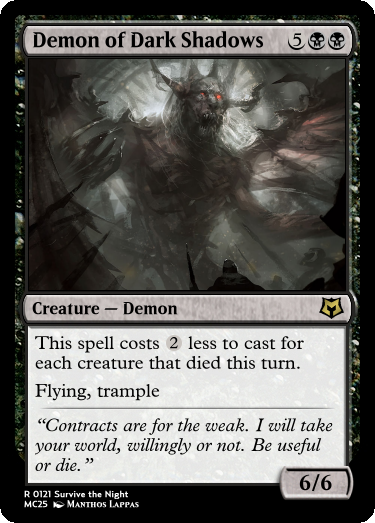 Demon of Dark Shadows 5
Creature — Demon
This spell costs 2 less to cast for
each creature that died this turn.
Flying, trample
“Contracts are for the weak. I will take
your world, willingly or not. Be useful
or die.”
6/6
R 0121 Survive the Night
MC25 Manthos Lappas